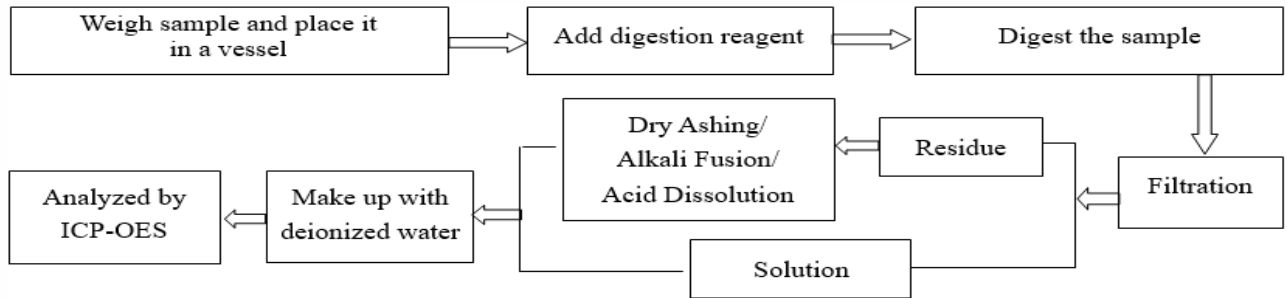 Weigh sample and place it
in a vessel
Add digestion reagent
Digest the sample
Filtration
Residue
Dry Ashing/
Alkali Fusion/
Acid Dissolution
Solution
Make up with
deionized water
Analyzed by
ICP-OES